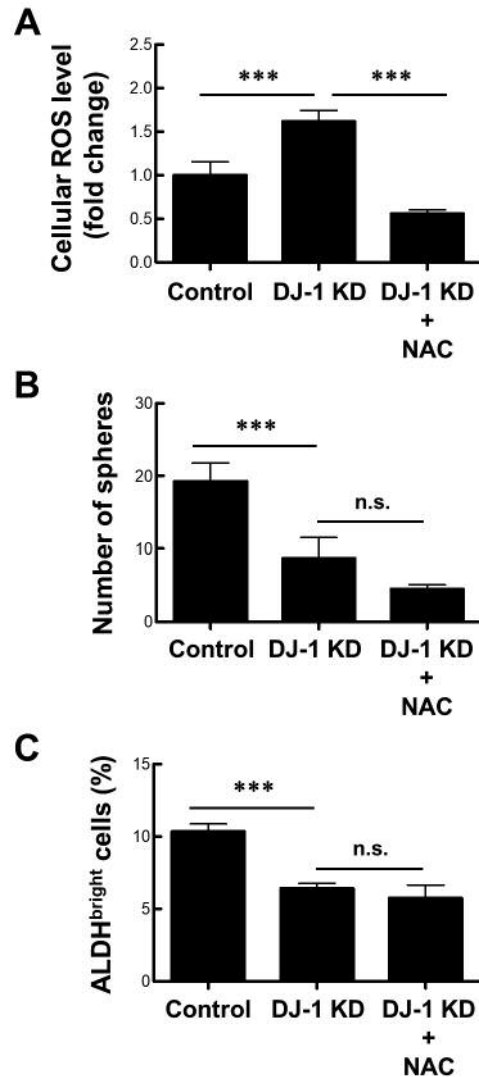 A
Cellular ROS level
(fold change)
2.5
2.0
1.5
1.0
0.5
0.0
***
***
Control
DJ-1 KD
DJ-1 KD
+
NAC
B
Number of spheres
30
20
10
0
***
n.s.
Control
DJ-1 KD
DJ-1 KD
+
NAC
C
ALDHbright cells (%)
15
10
5
0
***
n.s.
Control
DJ-1 KD
DJ-1 KD
+
NAC